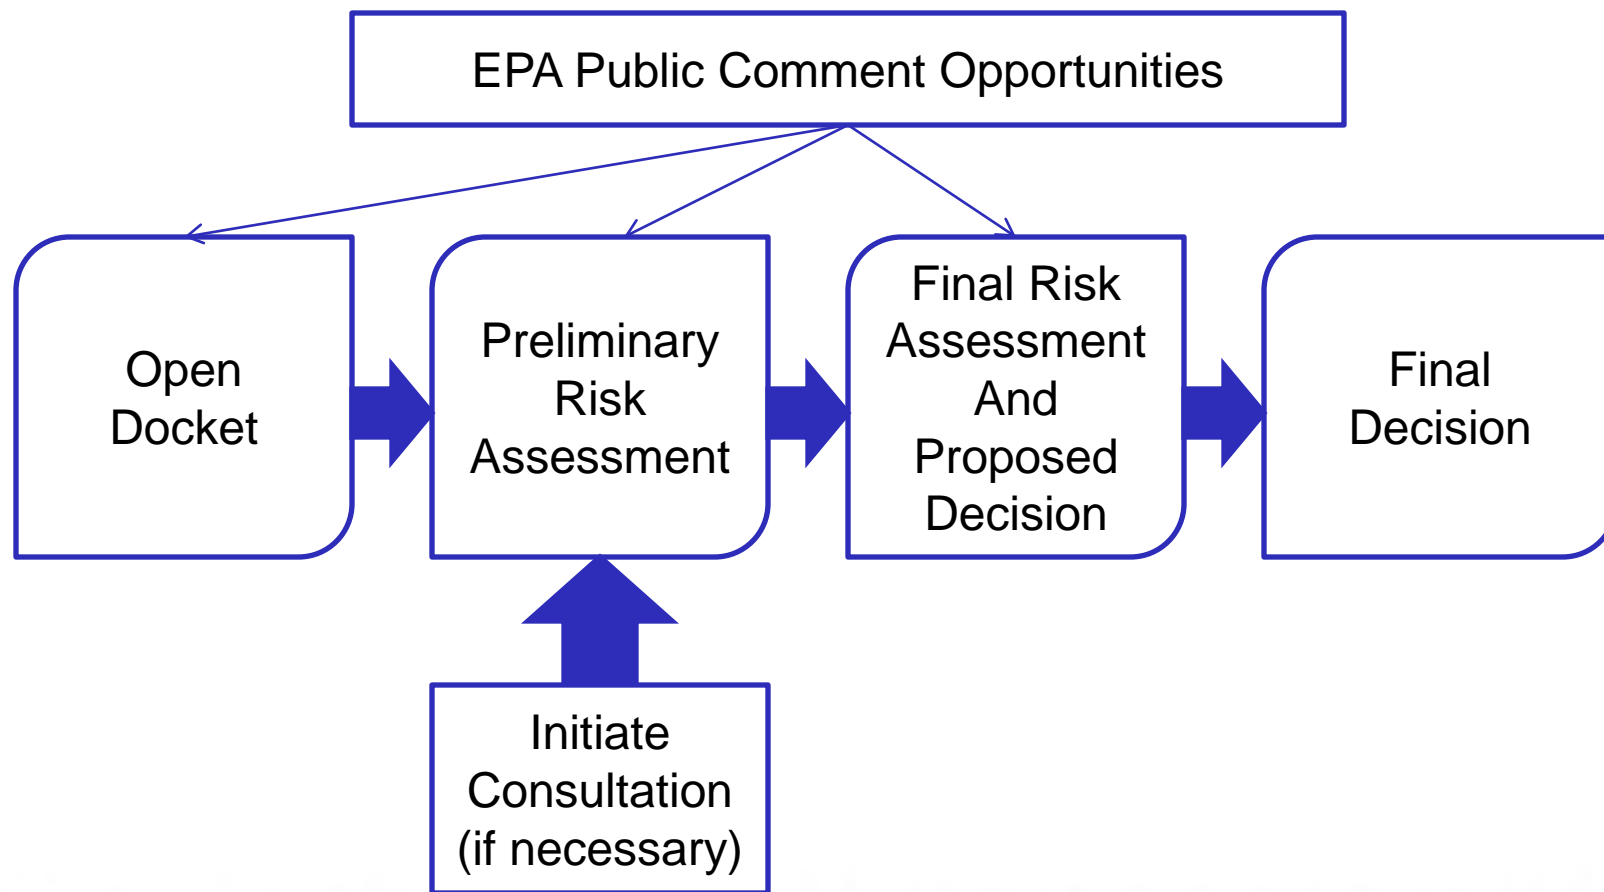 EPA Public Comment Opportunities
Open
Docket
Preliminary
Risk
Assessment
Final Risk
Assessment
And
Proposed
Decision
Final
Decision
Initiate
Consultation
(if necessary)